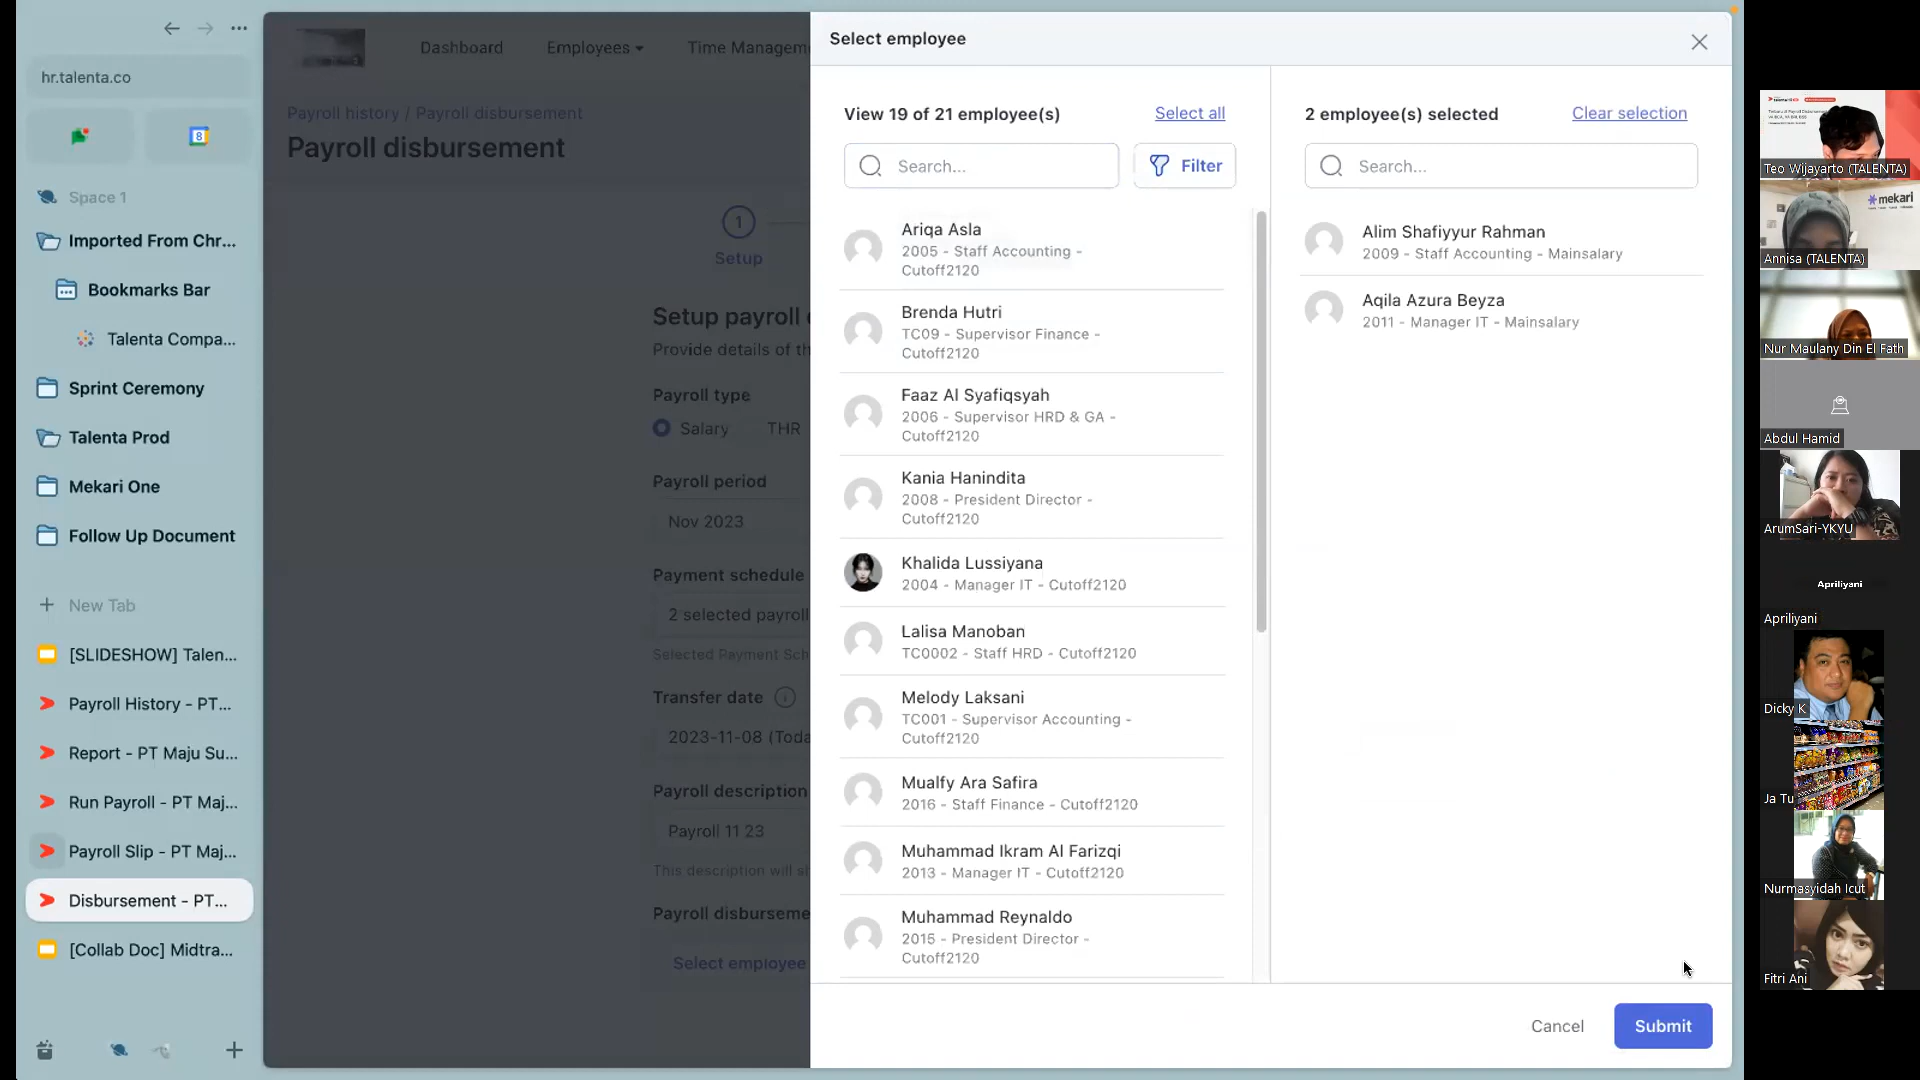 hr.talenta.co
8
Space 1
Imported From Chr...
Bookmarks Bar
Talenta Compa...
Sprint Ceremony
Talenta Prod
Mekari One
Follow Up Document
New Tab
[SLIDESHOW] Talen...
Payroll History - PT...
Report - PT Maju Su...
Run Payroll - PT Maj...
Payroll Slip - PT Maj...
Disbursement - PT...
[Collab Doc] Midtra...
Dashboard
Employees
Time Managem
Payroll history / Payroll disbursement
Payroll disbursement
1
Setup
Setup payroll
Provide details of th
Payroll type
Salary
THR
Payroll period
Nov 2023
Payment schedule
2 selected payroll
Selected Payment Sch
Transfer date
2023-11-08 (Toda
Payroll description
Payroll 11 23
This description will sh
Payroll disburseme
Select employee
Select employee
View 19 of 21 employee(s)
Select all
Search...
Filter
Ariqa Asla
2005 - Staff Accounting -
Cutoff2120
Brenda Hutri
TC09 - Supervisor Finance -
Cutoff2120
Faaz Al Syafiqsyah
2006 - Supervisor HRD & GA -
Cutoff2120
Kania Hanindita
2008 - President Director -
Cutoff2120
Khalida Lussiyana
2004 - Manager IT - Cutoff2120
Lalisa Manoban
TC0002 - Staff HRD - Cutoff2120
Melody Laksani
TC001 - Supervisor Accounting -
Cutoff2120
Mualfy Ara Safira
2016 - Staff Finance - Cutoff2120
Muhammad Ikram Al Farizqi
2013 - Manager IT - Cutoff2120
Muhammad Reynaldo
2015 - President Director -
Cutoff2120
2 employee(s) selected
Clear selection
Search...
Alim Shafiyyur Rahman
2009 - Staff Accounting - Mainsalary
Aqila Azura Beyza
2011 - Manager IT - Mainsalary
Cancel
Submit
Teo Wijayarto (TALENTA)
mekari
Annisa (TALENTA)
Nur Maulany Din El Fath
Abdul Hamid
ArumSari-YKYU
Apriliyani
Apriliyani
Dicky K
Ja Tu
Nurmasyidah Icut
Fitri Ani